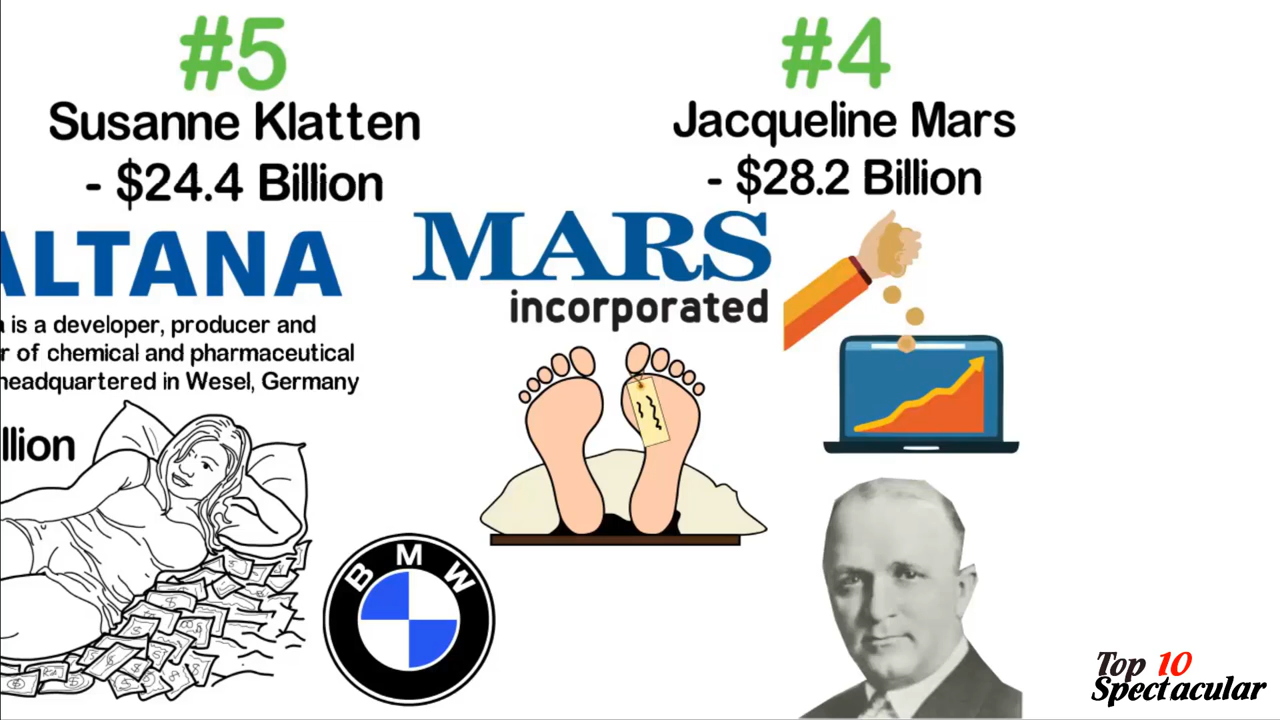 #5
Susanne Klatten
- $24.4 Billion
ALTANA
is a developer, producer and
of chemical and pharmaceutical
headquartered in Wesel, Germany
BMW
#4
Jacqueline Mars
- $28.2 Billion
MARS
incorporated
Top 10
Spectacular